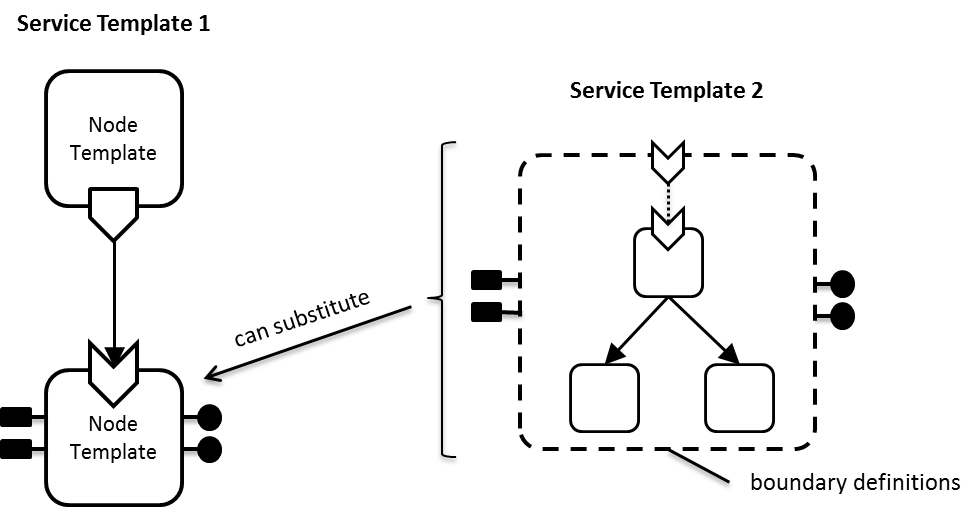 Service Template 1
Node
Template
Service Template 2
can substitute
Node
Template
boundary definitions